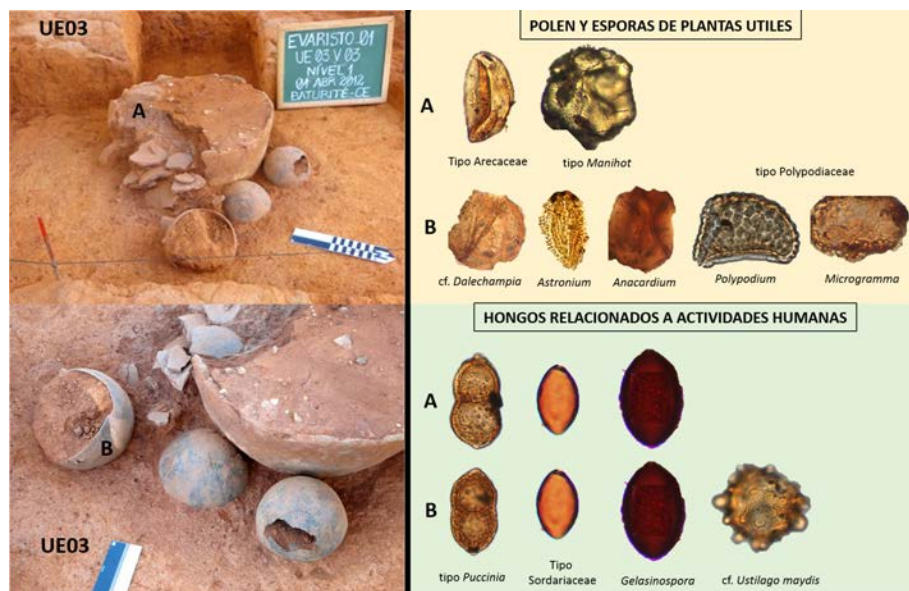 UE03
A
EVARISTO 01
UE 03 V 03
NÍVEL 1
01 ABR 2012
BATURITÉ-CE
B
UE03
POLEN Y ESPORAS DE PLANTAS UTILES
A
Tipo Arecaceae
tipo Manihot
tipo Polypodiaceae
B
cf. Dalechampia
Astronium
Anacardium
Polypodium
Microgramma
HONGOS RELACIONADOS A ACTIVIDADES HUMANAS
A
B
tipo Puccinia
Tipo
Sordariaceae
Gelasinospora
cf. Ustilago maydis